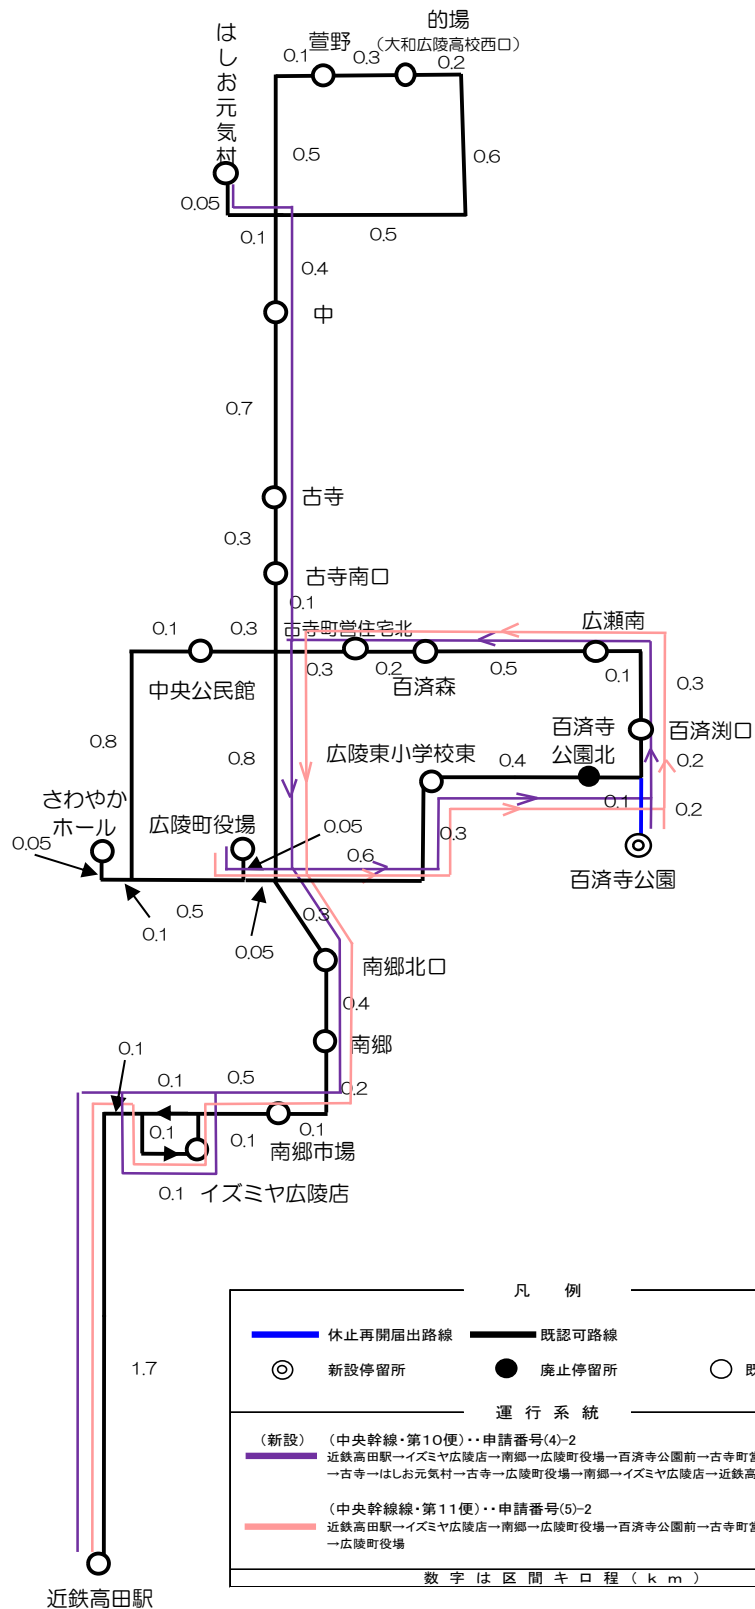 的場
(大和広陵高校西口)
萱野
はしお元気村
0.1
0.3
0.2
0.5
0.6
0.05
0.1
0.5
0.4
中
0.7
古寺
0.3
古寺南口
0.1
0.1
0.3
古寺町営住宅北
広瀬南
中央公民館
0.3
0.2
百済森
0.5
0.1
0.3
0.8
0.8
広陵東小学校東
0.4
百済寺
公園北
百済渕口
0.2
さわやか
ホール
広陵町役場
0.05
0.1
0.2
0.05
0.3
0.6
百済寺公園
0.1
0.5
0.05
0.3
南郷北口
0.4
南郷
0.1
0.1
0.5
0.2
0.1
0.1
0.1
南郷市場
0.1
イズミヤ広陵店
1.7
近鉄高田駅
凡 例
休止再開届出路線
既認可路線
新設停留所
廃止停留所
既
運 行 系 統
(新設)
(中央幹線・第10便)・・申請番号(4)-2
近鉄高田駅→イズミヤ広陵店→南郷→広陵町役場→百済寺公園前→古寺町営
→古寺→はしお元気村→古寺→広陵町役場→南郷→イズミヤ広陵店→近鉄高
(中央幹線線・第11便)・・申請番号(5)-2
近鉄高田駅→イズミヤ広陵店→南郷→広陵町役場→百済寺公園前→古寺町営
→広陵町役場
数 字 は 区 間 キ ロ 程 ( k m )